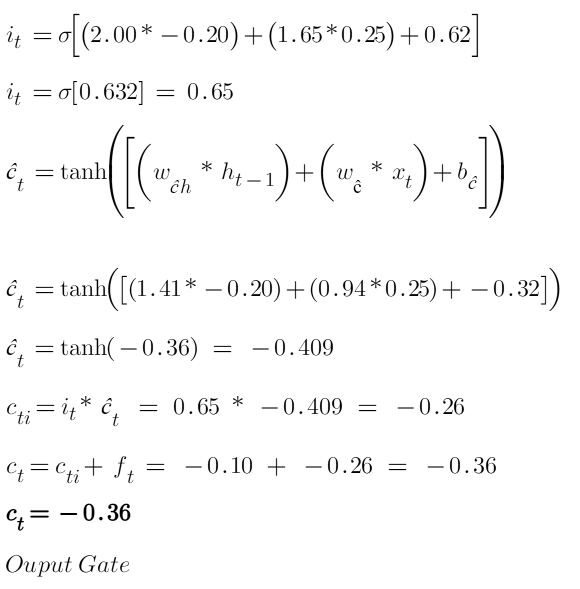 i_t = σ[(2.00 * −0.20) + (1.65 * 0.25) + 0.62]
i_t = σ[0.632] = 0.65
ĉ_t = tanh([(w_ĉh * h_t−1) + (w_ĉ * x_t) + b_ĉ])
ĉ_t = tanh([(1.41 * −0.20) + (0.94 * 0.25) + −0.32])
ĉ_t = tanh(−0.36) = −0.409
c_ti = i_t * ĉ_t = 0.65 * −0.409 = −0.26
c_t = c_ti + f_t = −0.10 + −0.26 = −0.36
c_t = −0.36
Ouput Gate